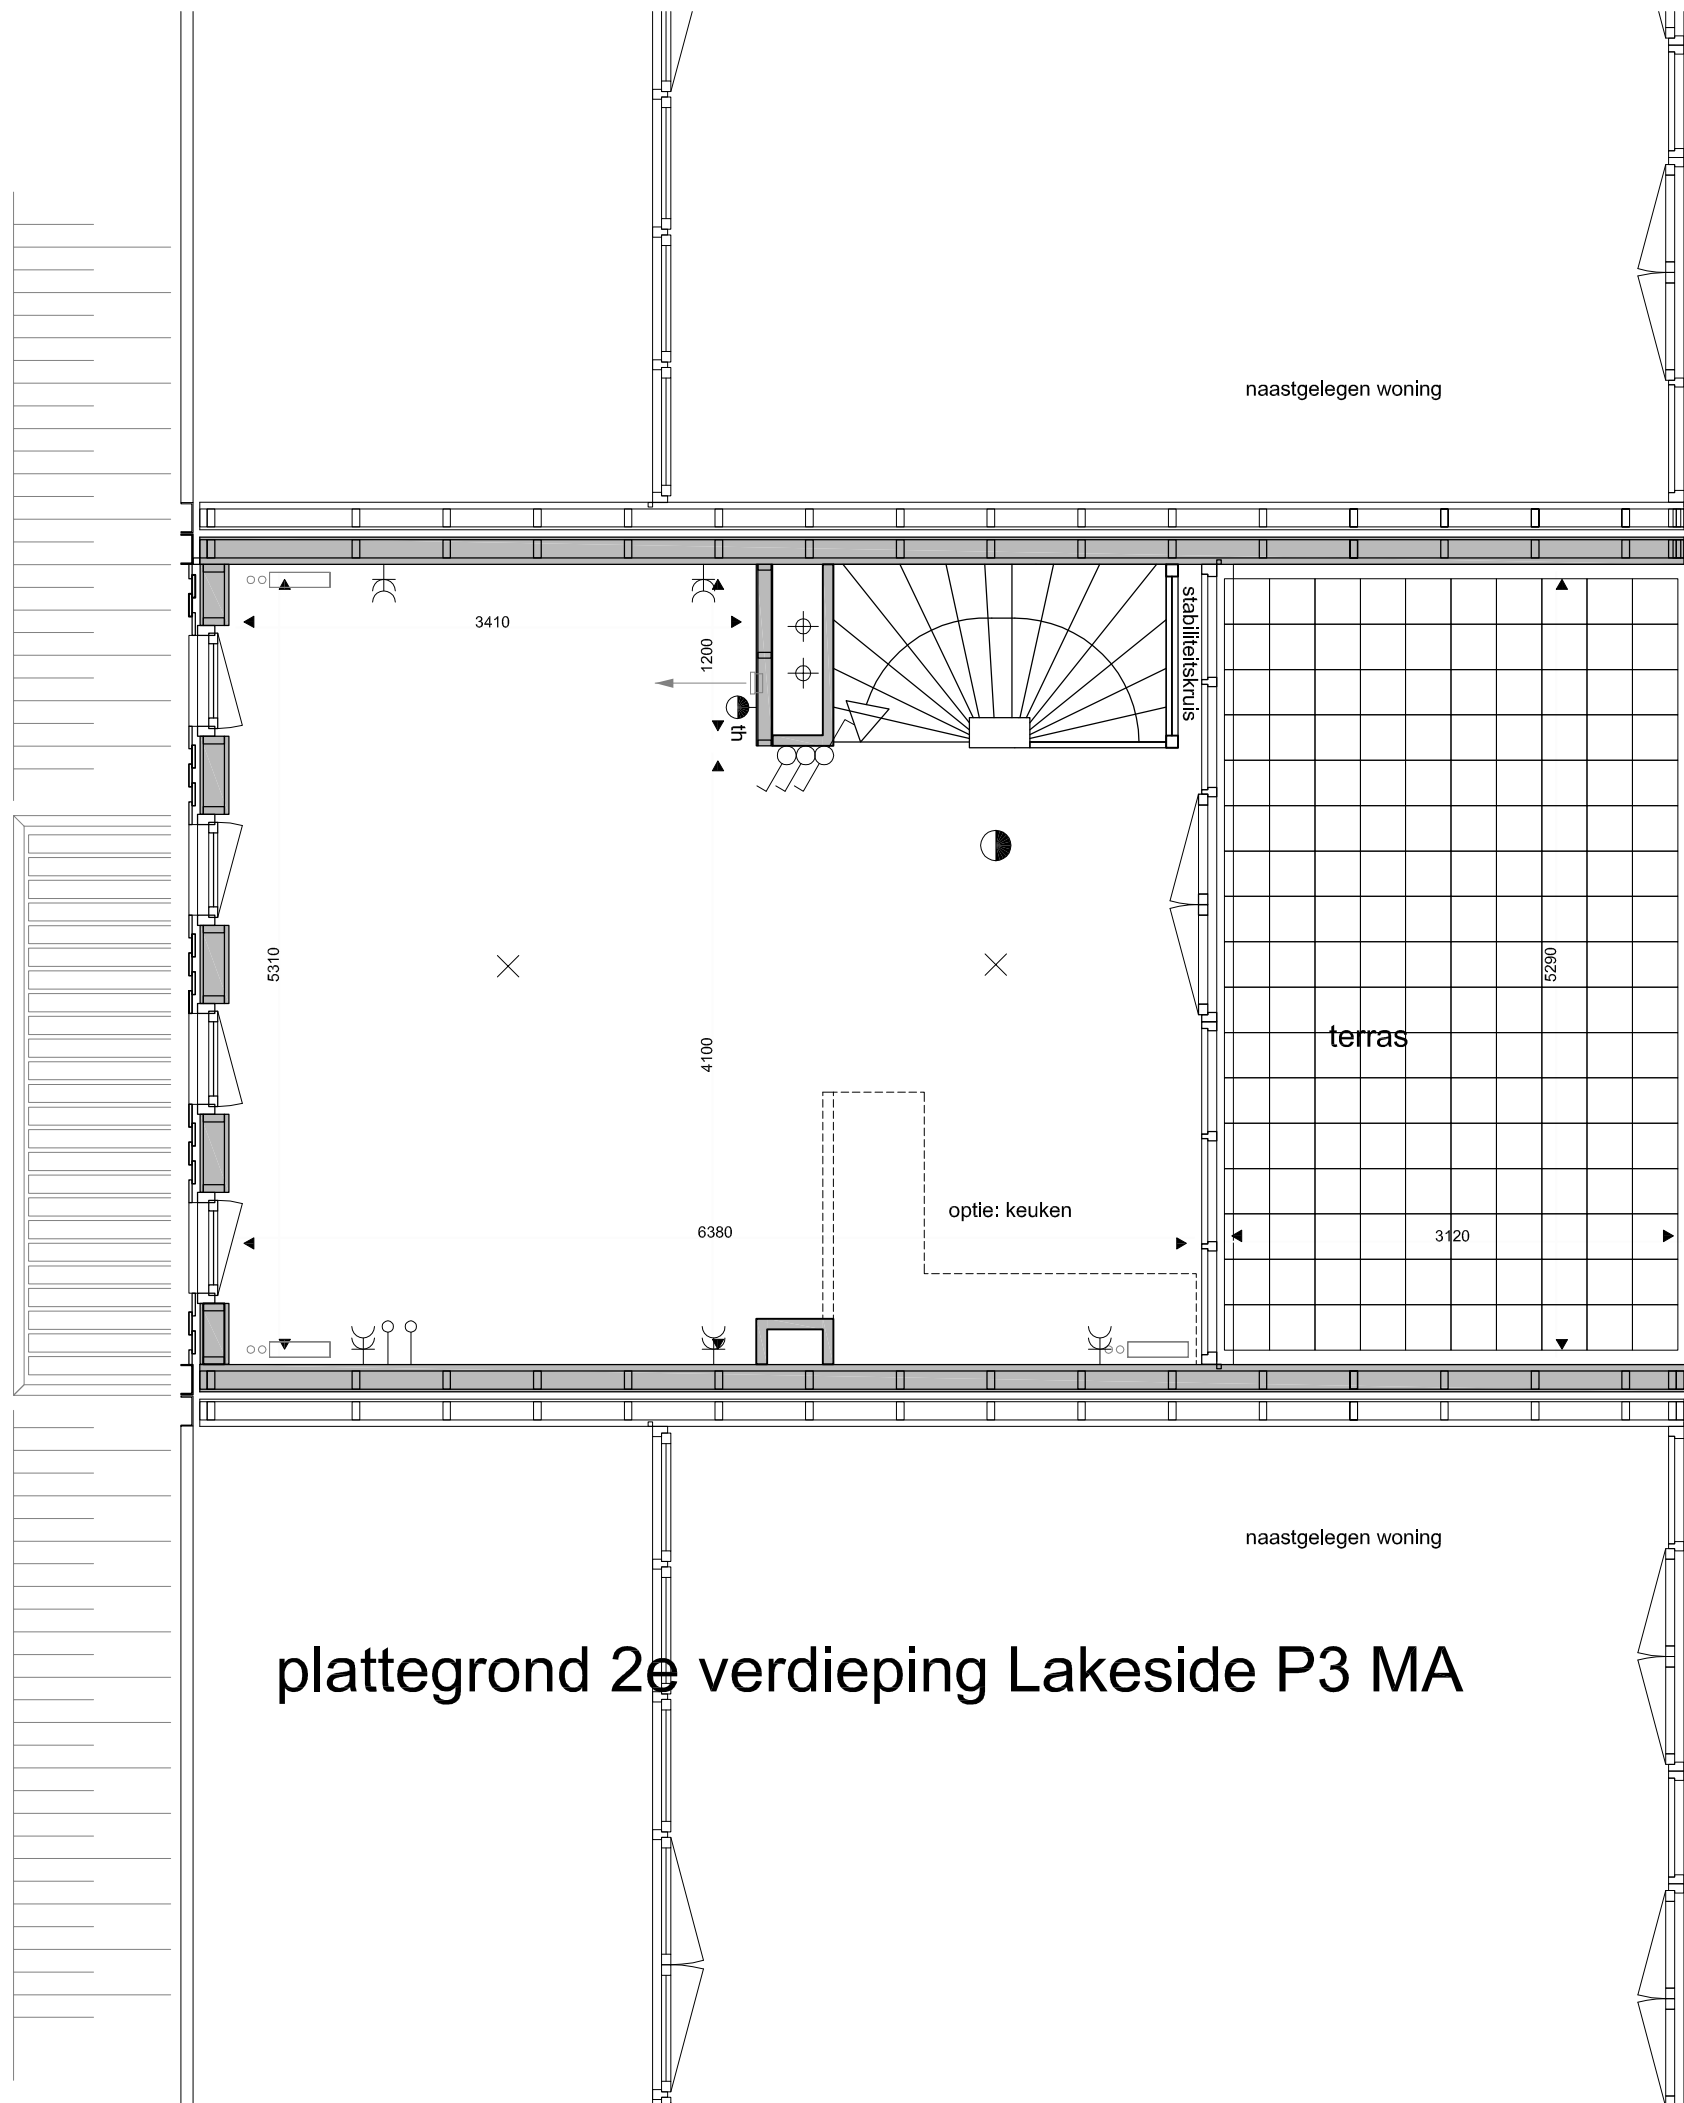 naastgelegen woning
3410
1200
stabiliteitskruis
th
5310
5290
terras
4100
optie: keuken
6380
3120
naastgelegen woning
plattegrond 2e verdieping Lakeside P3 MA